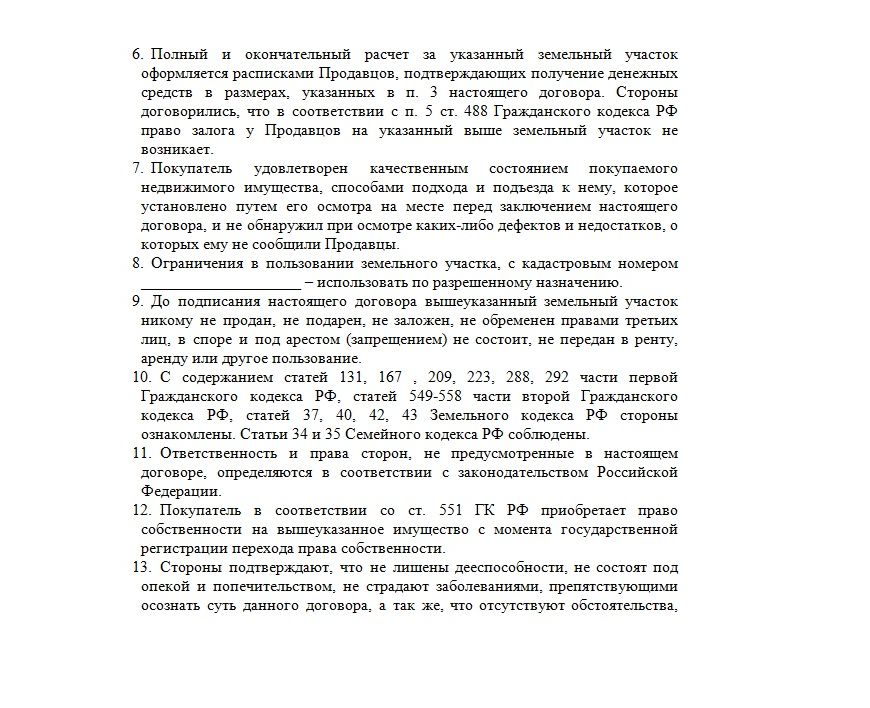 6. Полный и окончательный расчет за указанный земельный участок
оформляется расписками Продавцов, подтверждающих получение денежных
средств в размерах, указанных в п. 3 настоящего договора. Стороны
договорились, что в соответствии с п. 5 ст. 488 Гражданского кодекса РФ
право залога у Продавцов на указанный выше земельный участок не
возникает.
7. Покупатель удовлетворен качественным состоянием покупаемого
недвижимого имущества, способами подхода и подъезда к нему, которое
установлено путем его осмотра на месте перед заключением настоящего
договора, и не обнаружил при осмотре каких-либо дефектов и недостатков, о
которых ему не сообщили Продавцы.
8. Ограничения в пользовании земельного участка, с кадастровым номером
____________________ – использовать по разрешенному назначению.
9. До подписания настоящего договора вышеуказанный земельный участок
никому не продан, не подарен, не заложен, не обременен правами третьих
лиц, в споре и под арестом (запрещением) не состоит, не передан в ренту,
аренду или другое пользование.
10. С содержанием статей 131, 167 , 209, 223, 288, 292 части первой
Гражданского кодекса РФ, статей 549-558 части второй Гражданского
кодекса РФ, статей 37, 40, 42, 43 Земельного кодекса РФ стороны
ознакомлены. Статьи 34 и 35 Семейного кодекса РФ соблюдены.
11. Ответственность и права сторон, не предусмотренные в настоящем
договоре, определяются в соответствии с законодательством Российской
Федерации.
12. Покупатель в соответствии со ст. 551 ГК РФ приобретает право
собственности на вышеуказанное имущество с момента государственной
регистрации перехода права собственности.
13. Стороны подтверждают, что не лишены дееспособности, не состоят под
опекой и попечительством, не страдают заболеваниями, препятствующими
осознать суть данного договора, а так же, что отсутствуют обстоятельства,